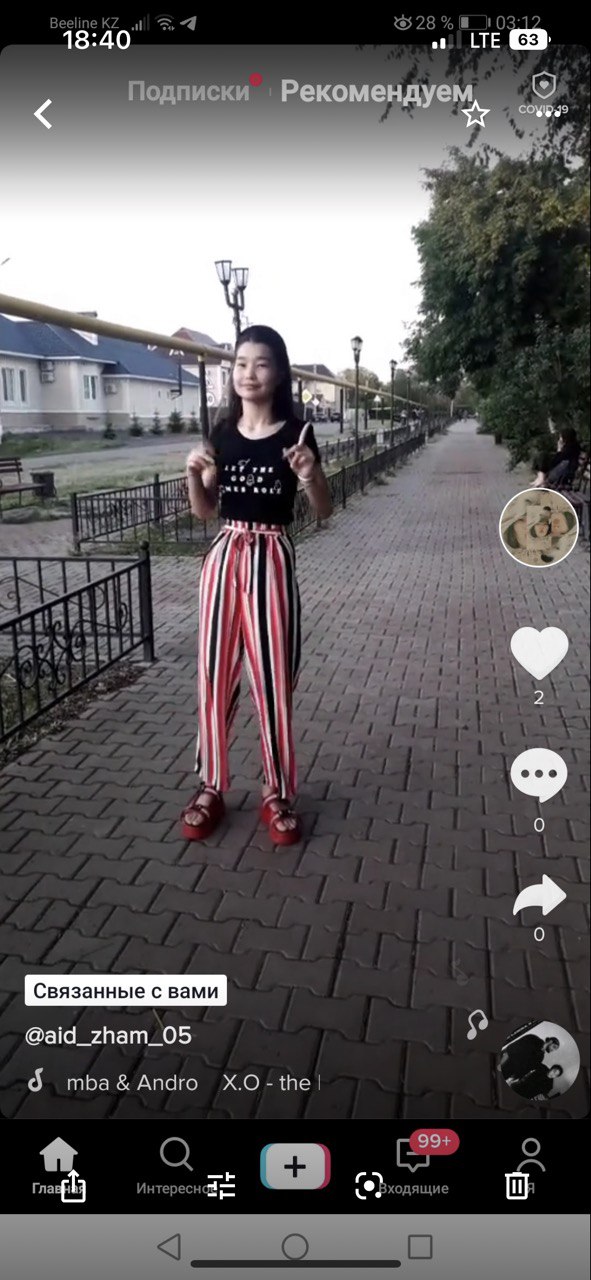 Beeline KZ 28 % 03:12
18:40 LTE 63
Подписки Рекомендуем
COVID-19
LET THE
GOOD
TIMES ROLL
2
0
0
Связанные с вами
@aid_zham_05
mba & Andro X.O - the
Главная Интересное 99+ Входящие Я